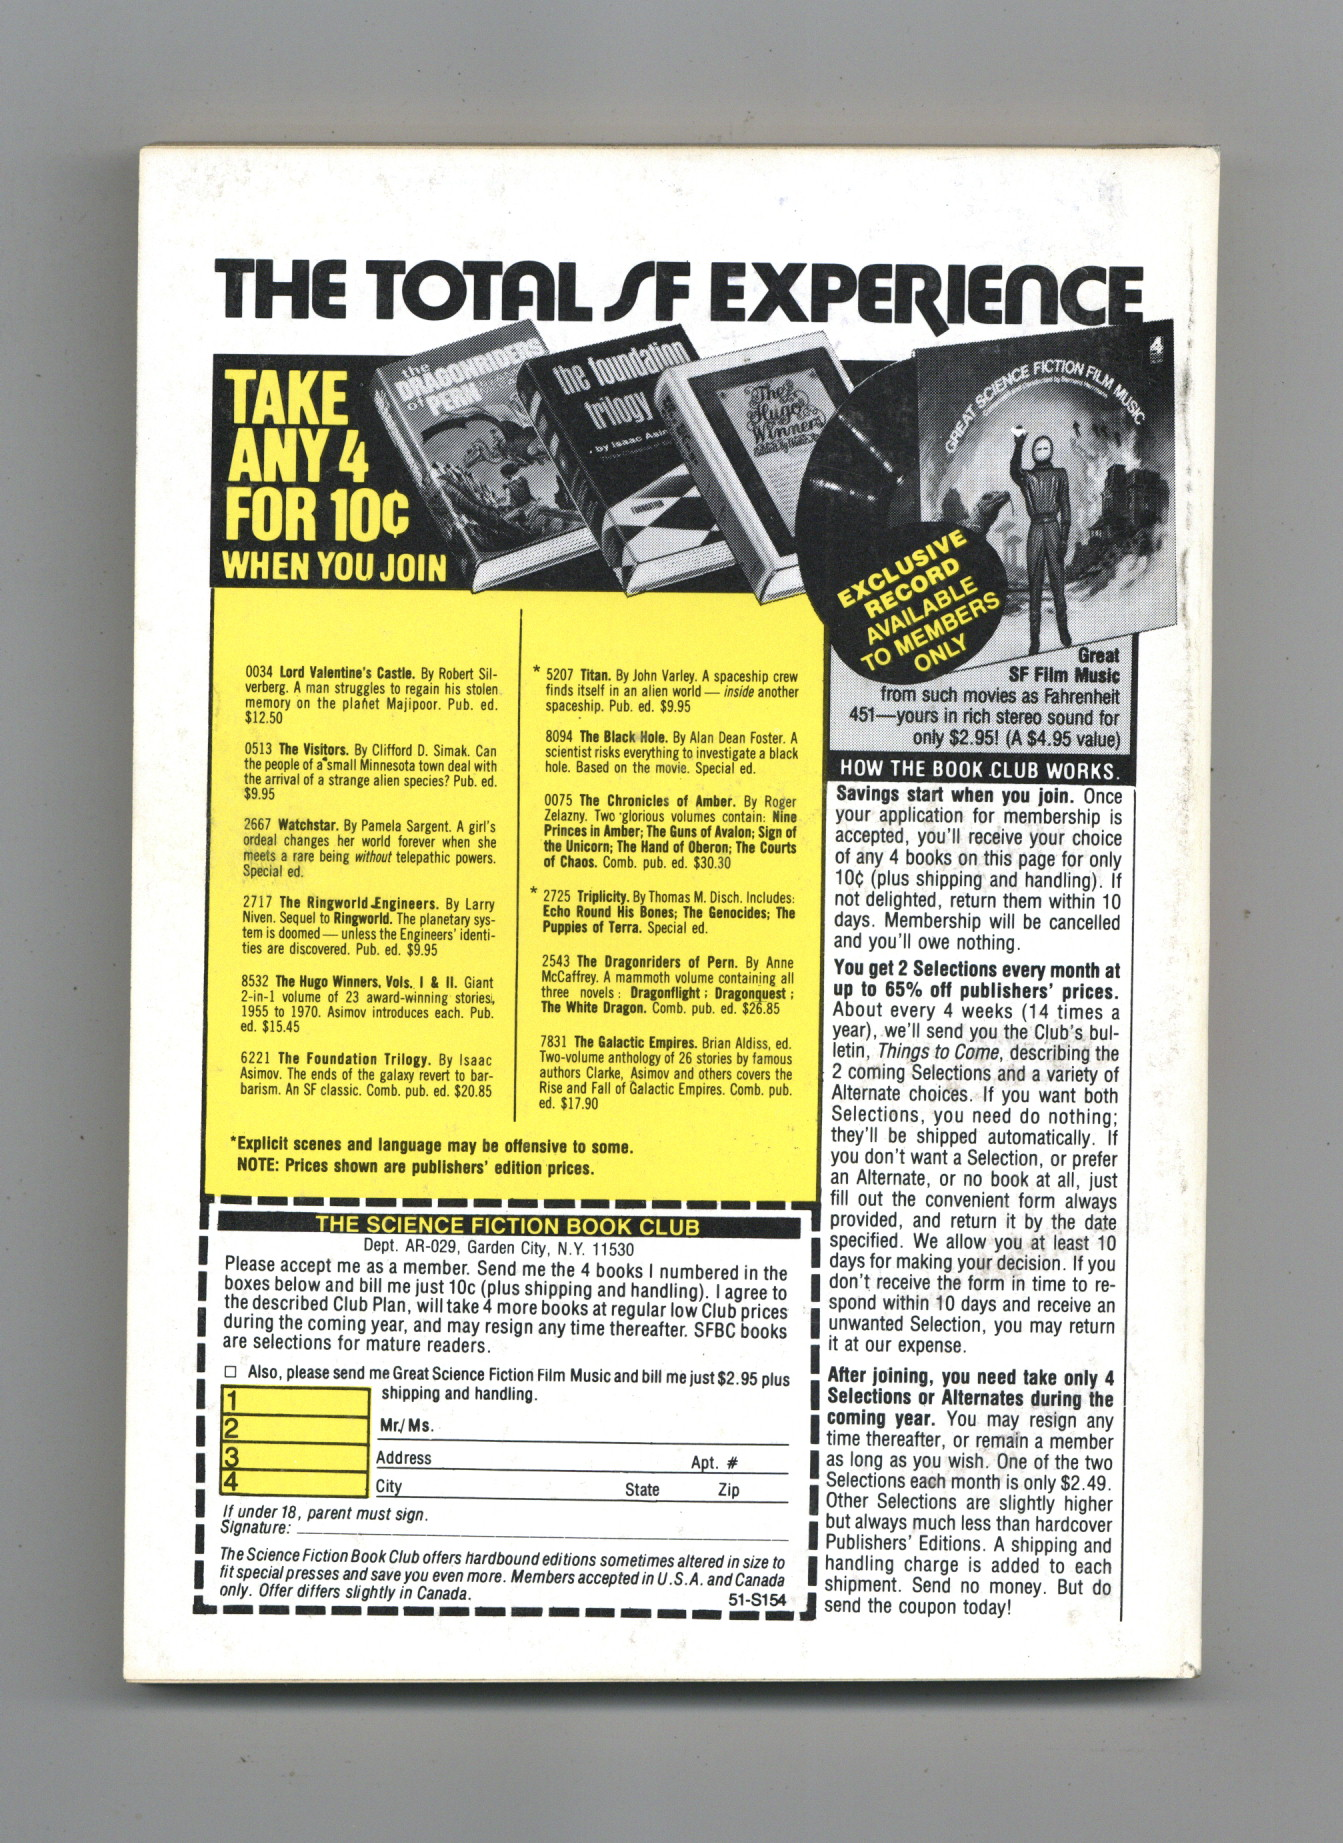 THE TOTAL SF EXPERIENCE
TAKE
ANY 4
FOR 10¢
WHEN YOU JOIN
the
DRAGONRIDERS
OF PERN
the foundation
trilogy
by Isaac Asim
The
Hugo
Winners
4
GREAT SCIENCE FICTION FILM MUSIC
EXCLUSIVE
RECORD
AVAILABLE
TO MEMBERS
ONLY
Great
SF Film Music
from such movies as Fahrenheit
451—yours in rich stereo sound for
only $2.95! (A $4.95 value)
0034 Lord Valentine's Castle. By Robert Sil-
verberg. A man struggles to regain his stolen
memory on the planet Majipoor. Pub. ed.
$12.50
0513 The Visitors. By Clifford D. Simak. Can
the people of a small Minnesota town deal with
the arrival of a strange alien species? Pub. ed.
$9.95
2667 Watchstar. By Pamela Sargent. A girl's
ordeal changes her world forever when she
meets a rare being without telepathic powers.
Special ed.
2717 The Ringworld Engineers. By Larry
Niven. Sequel to Ringworld. The planetary sys-
tem is doomed — unless the Engineers' identi-
ties are discovered. Pub. ed. $9.95
8532 The Hugo Winners, Vols. I & II. Giant
2-in-1 volume of 23 award-winning stories,
1955 to 1970. Asimov introduces each. Pub.
ed. $15.45
6221 The Foundation Trilogy. By Isaac
Asimov. The ends of the galaxy revert to bar-
barism. An SF classic. Comb. pub. ed. $20.85
* 5207 Titan. By John Varley. A spaceship crew
finds itself in an alien world — inside another
spaceship. Pub. ed. $9.95
8094 The Black Hole. By Alan Dean Foster. A
scientist risks everything to investigate a black
hole. Based on the movie. Special ed.
0075 The Chronicles of Amber. By Roger
Zelazny. Two glorious volumes contain: Nine
Princes in Amber; The Guns of Avalon; Sign of
the Unicorn; The Hand of Oberon; The Courts
of Chaos. Comb. pub. ed. $30.30
* 2725 Triplicity. By Thomas M. Disch. Includes:
Echo Round His Bones; The Genocides; The
Puppies of Terra. Special ed.
2543 The Dragonriders of Pern. By Anne
McCaffrey. A mammoth volume containing all
three novels: Dragonflight; Dragonquest;
The White Dragon. Comb. pub. ed. $26.85
7831 The Galactic Empires. Brian Aldiss, ed.
Two-volume anthology of 26 stories by famous
authors Clarke, Asimov and others covers the
Rise and Fall of Galactic Empires. Comb. pub.
ed. $17.90
*Explicit scenes and language may be offensive to some.
NOTE: Prices shown are publishers' edition prices.
THE SCIENCE FICTION BOOK CLUB
Dept. AR-029, Garden City, N.Y. 11530
Please accept me as a member. Send me the 4 books I numbered in the
boxes below and bill me just 10c (plus shipping and handling). I agree to
the described Club Plan, will take 4 more books at regular low Club prices
during the coming year, and may resign any time thereafter. SFBC books
are selections for mature readers.
☐ Also, please send me Great Science Fiction Film Music and bill me just $2.95 plus
shipping and handling.
1
2
3
4
Mr./Ms.
Address Apt. #
City State Zip
If under 18, parent must sign.
Signature:
The Science Fiction Book Club offers hardbound editions sometimes altered in size to
fit special presses and save you even more. Members accepted in U.S.A. and Canada
only. Offer differs slightly in Canada.
51-S154
HOW THE BOOK CLUB WORKS.
Savings start when you join. Once
your application for membership is
accepted, you'll receive your choice
of any 4 books on this page for only
10¢ (plus shipping and handling). If
not delighted, return them within 10
days. Membership will be cancelled
and you'll owe nothing.
You get 2 Selections every month at
up to 65% off publishers' prices.
About every 4 weeks (14 times a
year), we'll send you the Club's bul-
letin, Things to Come, describing the
2 coming Selections and a variety of
Alternate choices. If you want both
Selections, you need do nothing;
they'll be shipped automatically. If
you don't want a Selection, or prefer
an Alternate, or no book at all, just
fill out the convenient form always
provided, and return it by the date
specified. We allow you at least 10
days for making your decision. If you
don't receive the form in time to re-
spond within 10 days and receive an
unwanted Selection, you may return
it at our expense.
After joining, you need take only 4
Selections or Alternates during the
coming year. You may resign any
time thereafter, or remain a member
as long as you wish. One of the two
Selections each month is only $2.49.
Other Selections are slightly higher
but always much less than hardcover
Publishers' Editions. A shipping and
handling charge is added to each
shipment. Send no money. But do
send the coupon today!